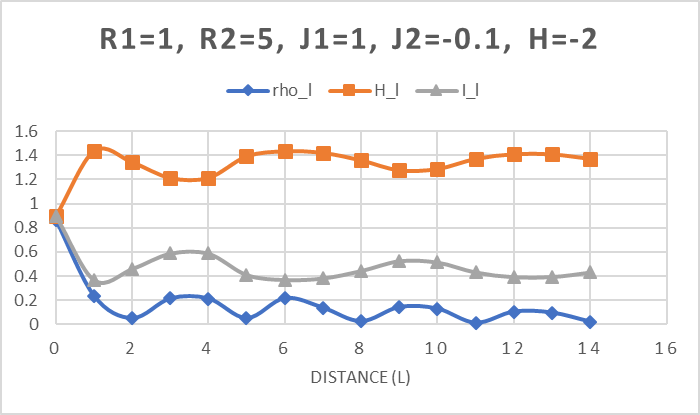 R1=1, R2=5, J1=1, J2=-0.1, H=-2
rho_l H_l I_l
1.6
1.4
1.2
1
0.8
0.6
0.4
0.2
0
0 2 4 6 8 10 12 14 16
DISTANCE (L)